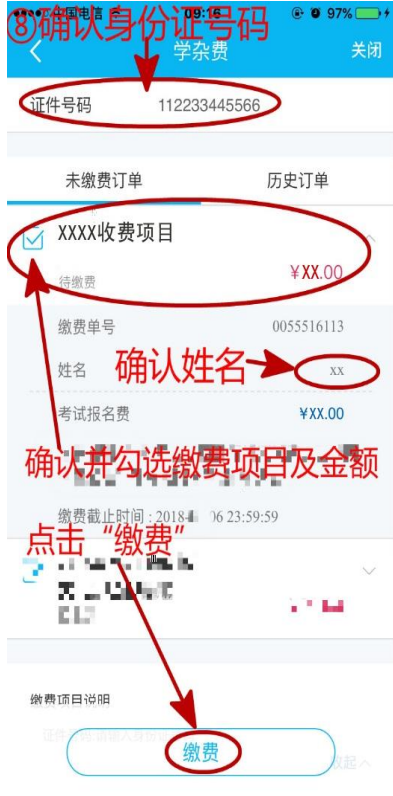 中国电信 09:16 97%
⑧确认身份证号码
学杂费 关闭
证件号码 112233445566
未缴费订单 历史订单
XXXX收费项目
待缴费 ¥XX.00
缴费单号 0055516113
确认姓名
姓名 xx
考试报名费 ¥XX.00
确认并勾选缴费项目及金额
缴费截止时间 : 2018-4 06 23:59:59
点击“缴费”
缴费项目说明
缴费
收起